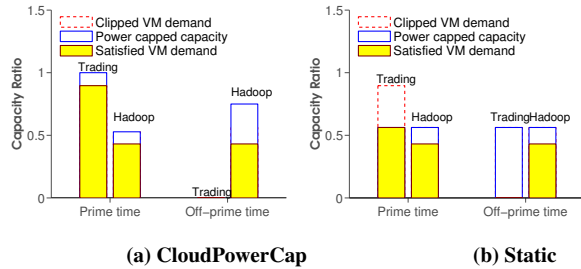 Clipped VM demand
Power capped capacity
Satisfied VM demand
Capacity Ratio
1.5
1
0.5
0
Trading
Hadoop
Hadoop
Trading
Prime time
Off-prime time
(a) CloudPowerCap
Clipped VM demand
Power capped capacity
Satisfied VM demand
Capacity Ratio
1.5
1
0.5
0
Trading
Hadoop
Trading
Hadoop
Prime time
Off-prime time
(b) Static